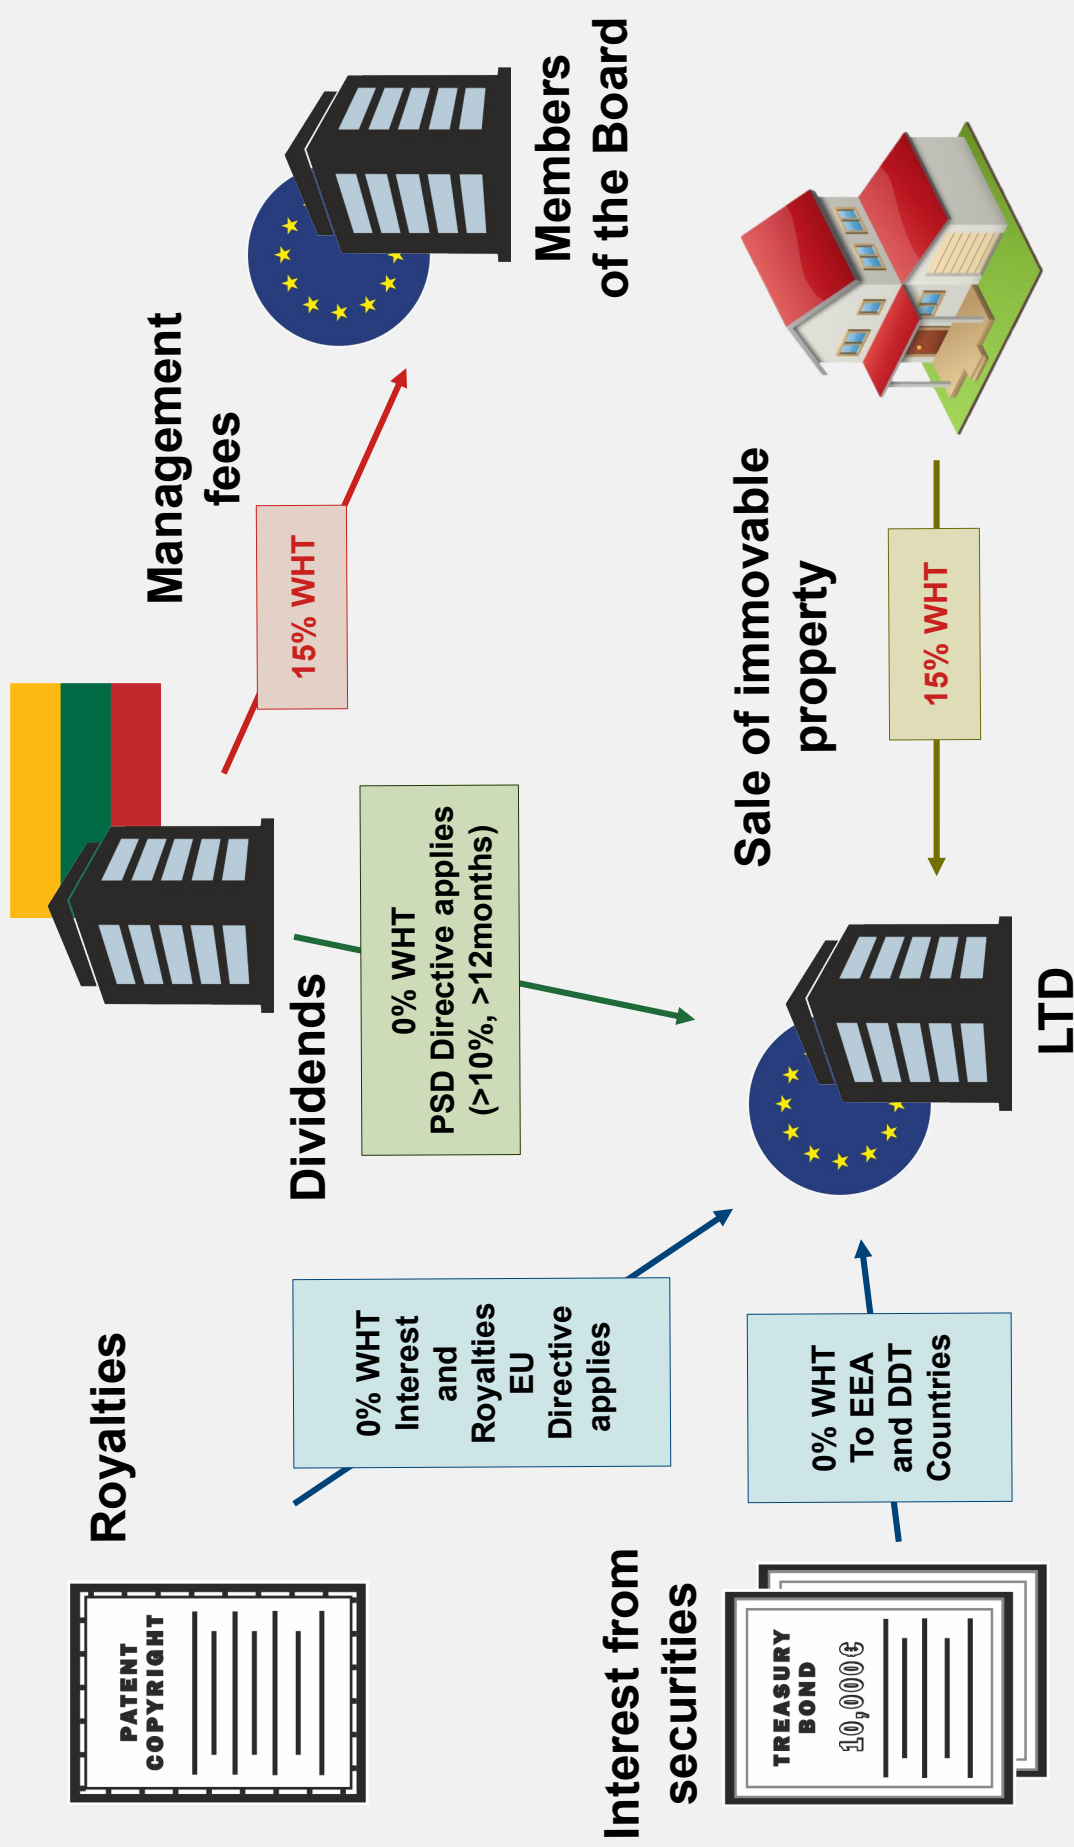 PATENT
COPYRIGHT
Royalties
0% WHT
Interest
and
Royalties
EU
Directive
applies
Dividends
0% WHT
PSD Directive applies
(>10%, >12months)
Management
fees
15% WHT
Members
of the Board
Interest from
securities
TREASURY
BOND
10,000€
0% WHT
To EEA
and DDT
Countries
LTD
Sale of immovable
property
15% WHT